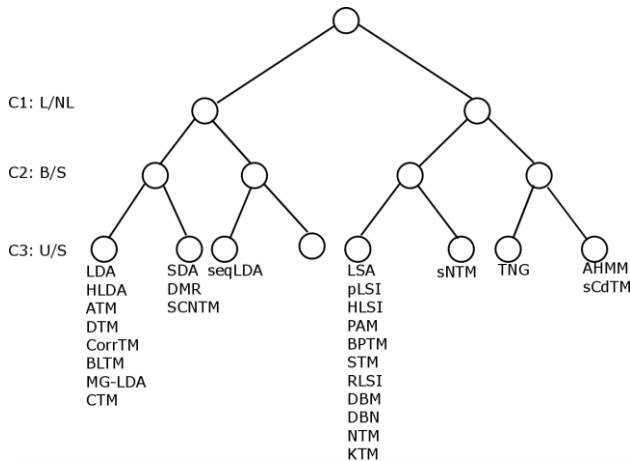 C1: L/NL
C2: B/S
C3: U/S
LDA
HLDA
ATM
DTM
CorrTM
BLTM
MG-LDA
CTM
SDA
DMR
SCNTM
seqLDA
LSA
pLSI
HLSI
PAM
BPTM
STM
RLSI
DBM
DBN
NTM
KTM
sNTM
TNG
AHMM
sCdTM